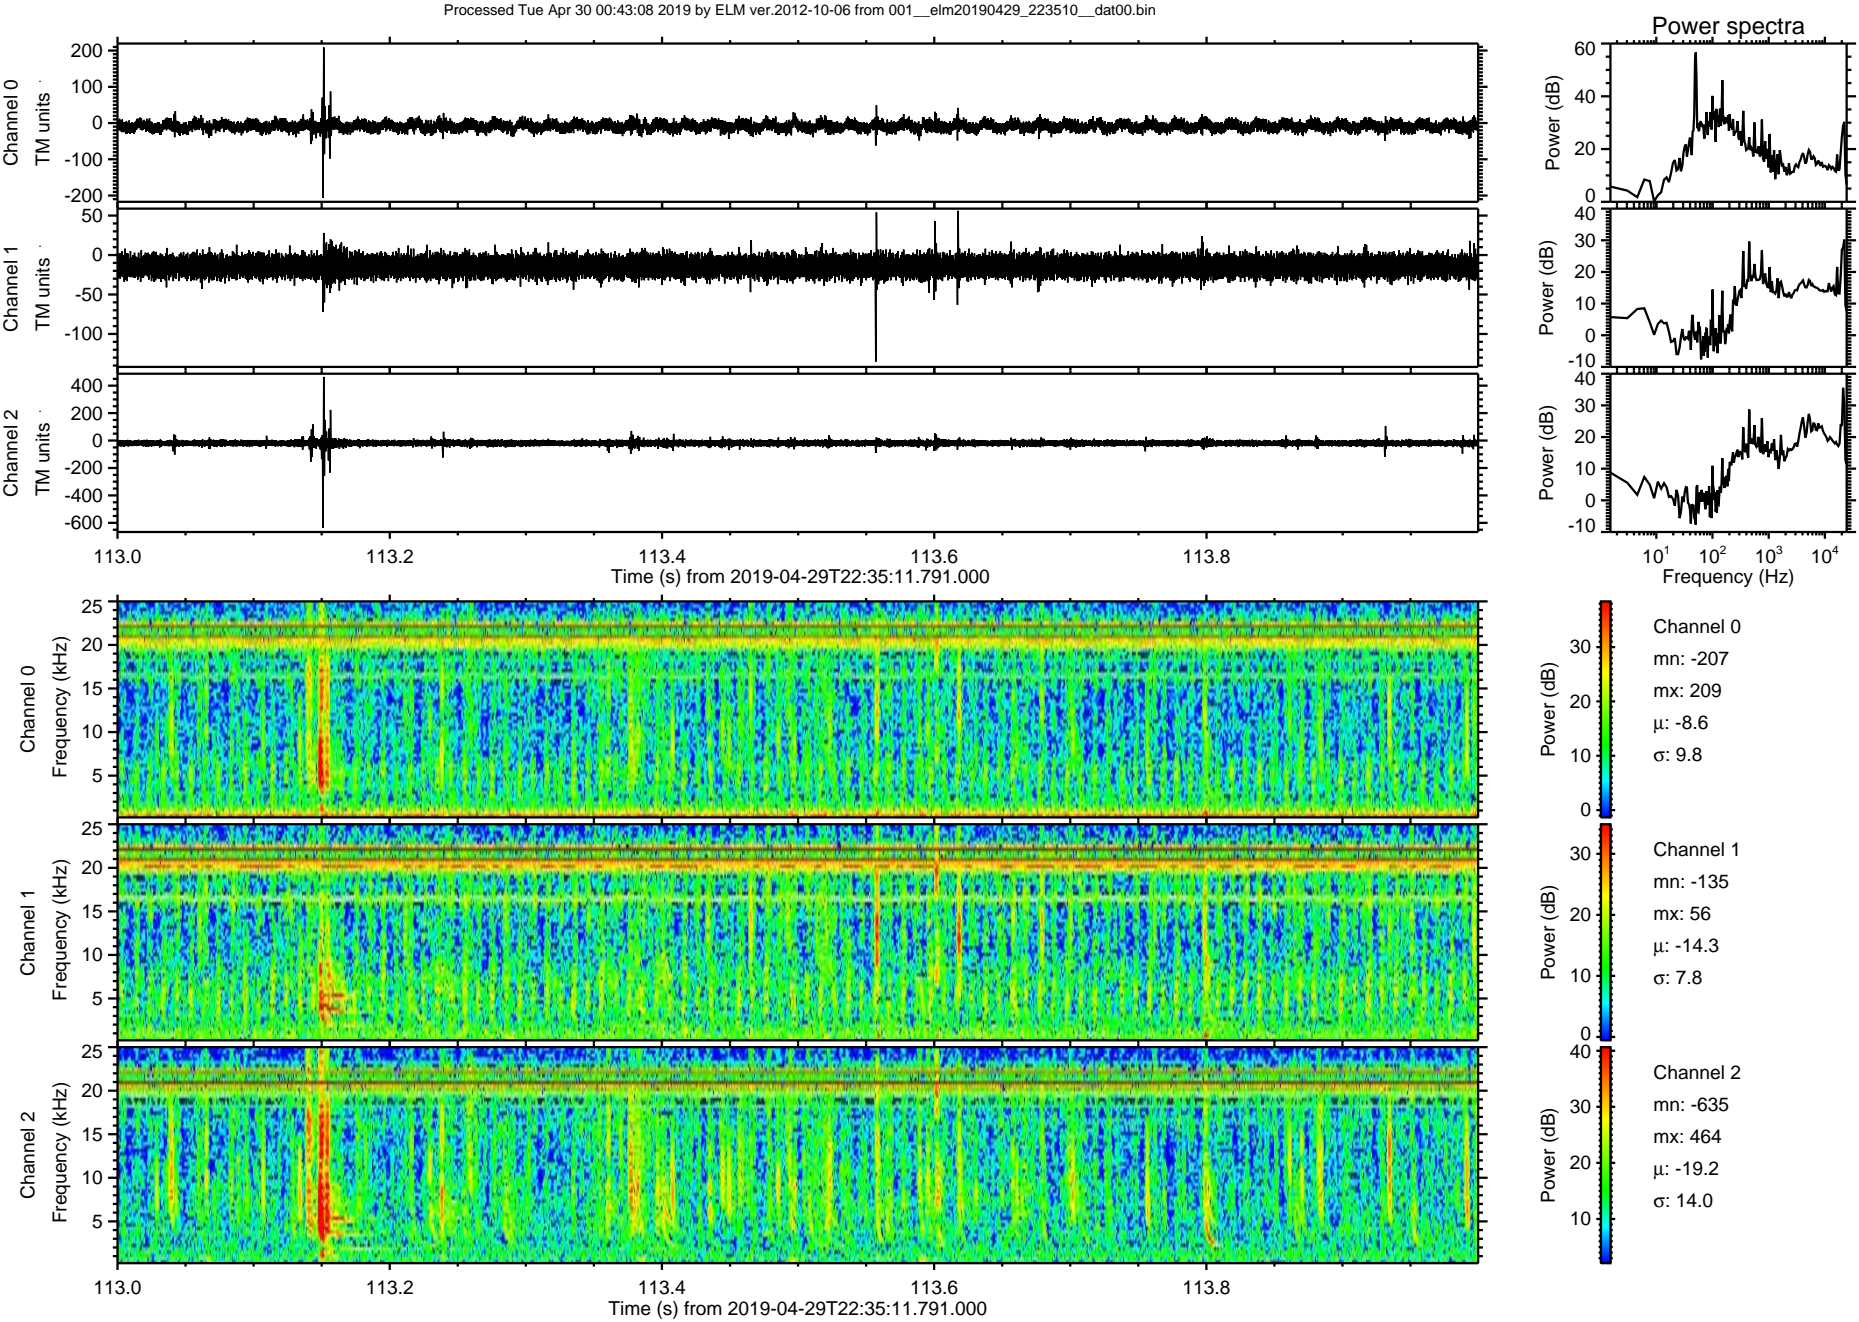 Processed Tue Apr 30 00:43:08 2019 by ELM ver.2012-10-06 from 001__elm20190429_223510__dat00.bin
Power spectra
Channel 0
TM units
200
100
0
-100
-200
Power (dB)
60
40
20
0
Channel 1
TM units
50
0
-50
-100
Power (dB)
40
30
20
10
0
-10
Channel 2
TM units
400
200
0
-200
-400
-600
Power (dB)
40
30
20
10
0
-10
113.0 113.2 113.4 113.6 113.8
Time (s) from 2019-04-29T22:35:11.791.000
10^1 10^2 10^3 10^4
Frequency (Hz)
Channel 0
Frequency (kHz)
25
20
15
10
5
Power (dB)
30
20
10
0
Channel 0
mn: -207
mx: 209
μ: -8.6
σ: 9.8
Channel 1
Frequency (kHz)
25
20
15
10
5
Power (dB)
30
20
10
0
Channel 1
mn: -135
mx: 56
μ: -14.3
σ: 7.8
Channel 2
Frequency (kHz)
25
20
15
10
5
Power (dB)
40
30
20
10
Channel 2
mn: -635
mx: 464
μ: -19.2
σ: 14.0
113.0 113.2 113.4 113.6 113.8
Time (s) from 2019-04-29T22:35:11.791.000